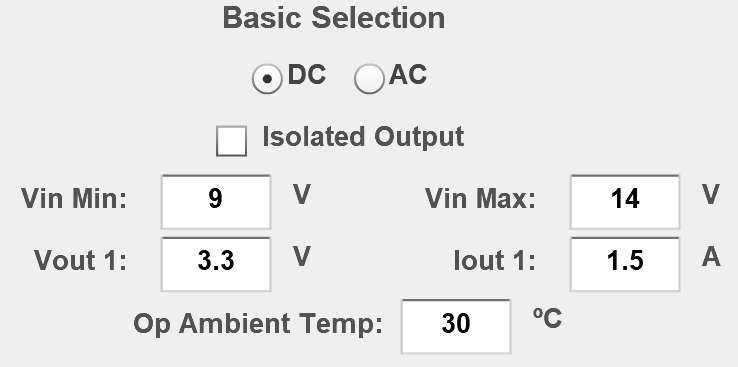 Basic Selection
DC AC
Isolated Output
Vin Min: 9 V Vin Max: 14 V
Vout 1: 3.3 V Iout 1: 1.5 A
Op Ambient Temp: 30 ºC